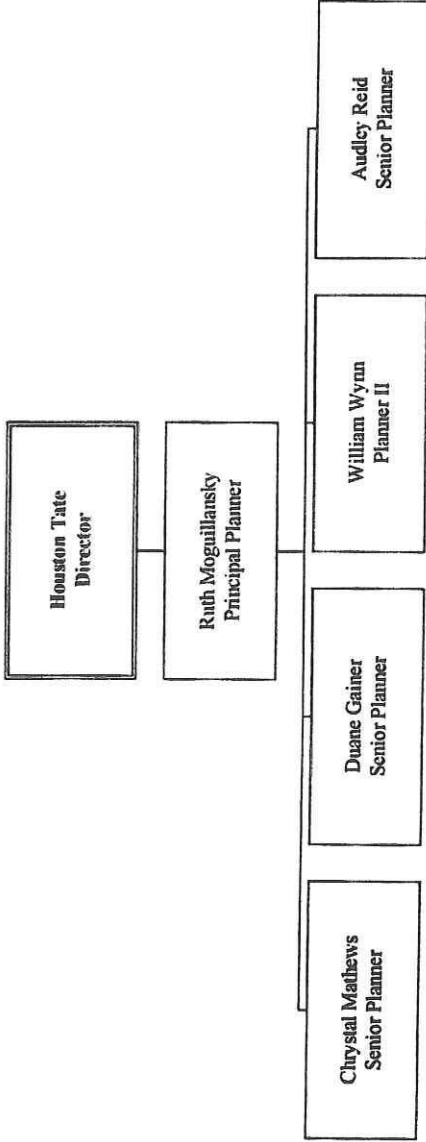 Houston Tate
Director
Ruth Moguillansky
Principal Planner
Chrystal Mathews
Senior Planner
Duane Gainer
Senior Planner
William Wynn
Planner II
Audley Reid
Senior Planner